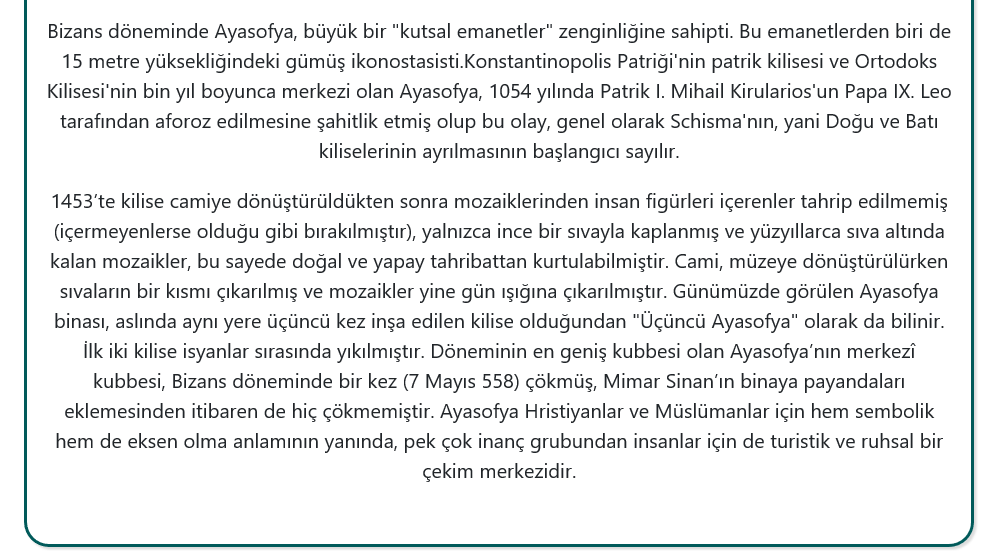 Bizans döneminde Ayasofya, büyük bir "kutsal emanetler" zenginliğine sahipti. Bu emanetlerden biri de
15 metre yüksekliğindeki gümüş ikonostasisti.Konstantinopolis Patriği'nin patrik kilisesi ve Ortodoks
Kilisesi'nin bin yıl boyunca merkezi olan Ayasofya, 1054 yılında Patrik I. Mihail Kirularios'un Papa IX. Leo
tarafından aforoz edilmesine şahitlik etmiş olup bu olay, genel olarak Schisma'nın, yani Doğu ve Batı
kiliselerinin ayrılmasının başlangıcı sayılır.
1453’te kilise camiye dönüştürüldükten sonra mozaiklerinden insan figürleri içerenler tahrip edilmemiş
(içermeyenlerse olduğu gibi bırakılmıştır), yalnızca ince bir sıvayla kaplanmış ve yüzyıllarca sıva altında
kalan mozaikler, bu sayede doğal ve yapay tahribattan kurtulabilmiştir. Cami, müzeye dönüştürülürken
sıvaların bir kısmı çıkarılmış ve mozaikler yine gün ışığına çıkarılmıştır. Günümüzde görülen Ayasofya
binası, aslında aynı yere üçüncü kez inşa edilen kilise olduğundan "Üçüncü Ayasofya" olarak da bilinir.
İlk iki kilise isyanlar sırasında yıkılmıştır. Döneminin en geniş kubbesi olan Ayasofya’nın merkezî
kubbesi, Bizans döneminde bir kez (7 Mayıs 558) çökmüş, Mimar Sinan’ın binaya payandaları
eklemesinden itibaren de hiç çökmemiştir. Ayasofya Hristiyanlar ve Müslümanlar için hem sembolik
hem de eksen olma anlamının yanında, pek çok inanç grubundan insanlar için de turistik ve ruhsal bir
çekim merkezidir.